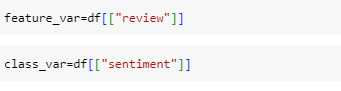 feature_var=df[["review"]]
class_var=df[["sentiment"]]